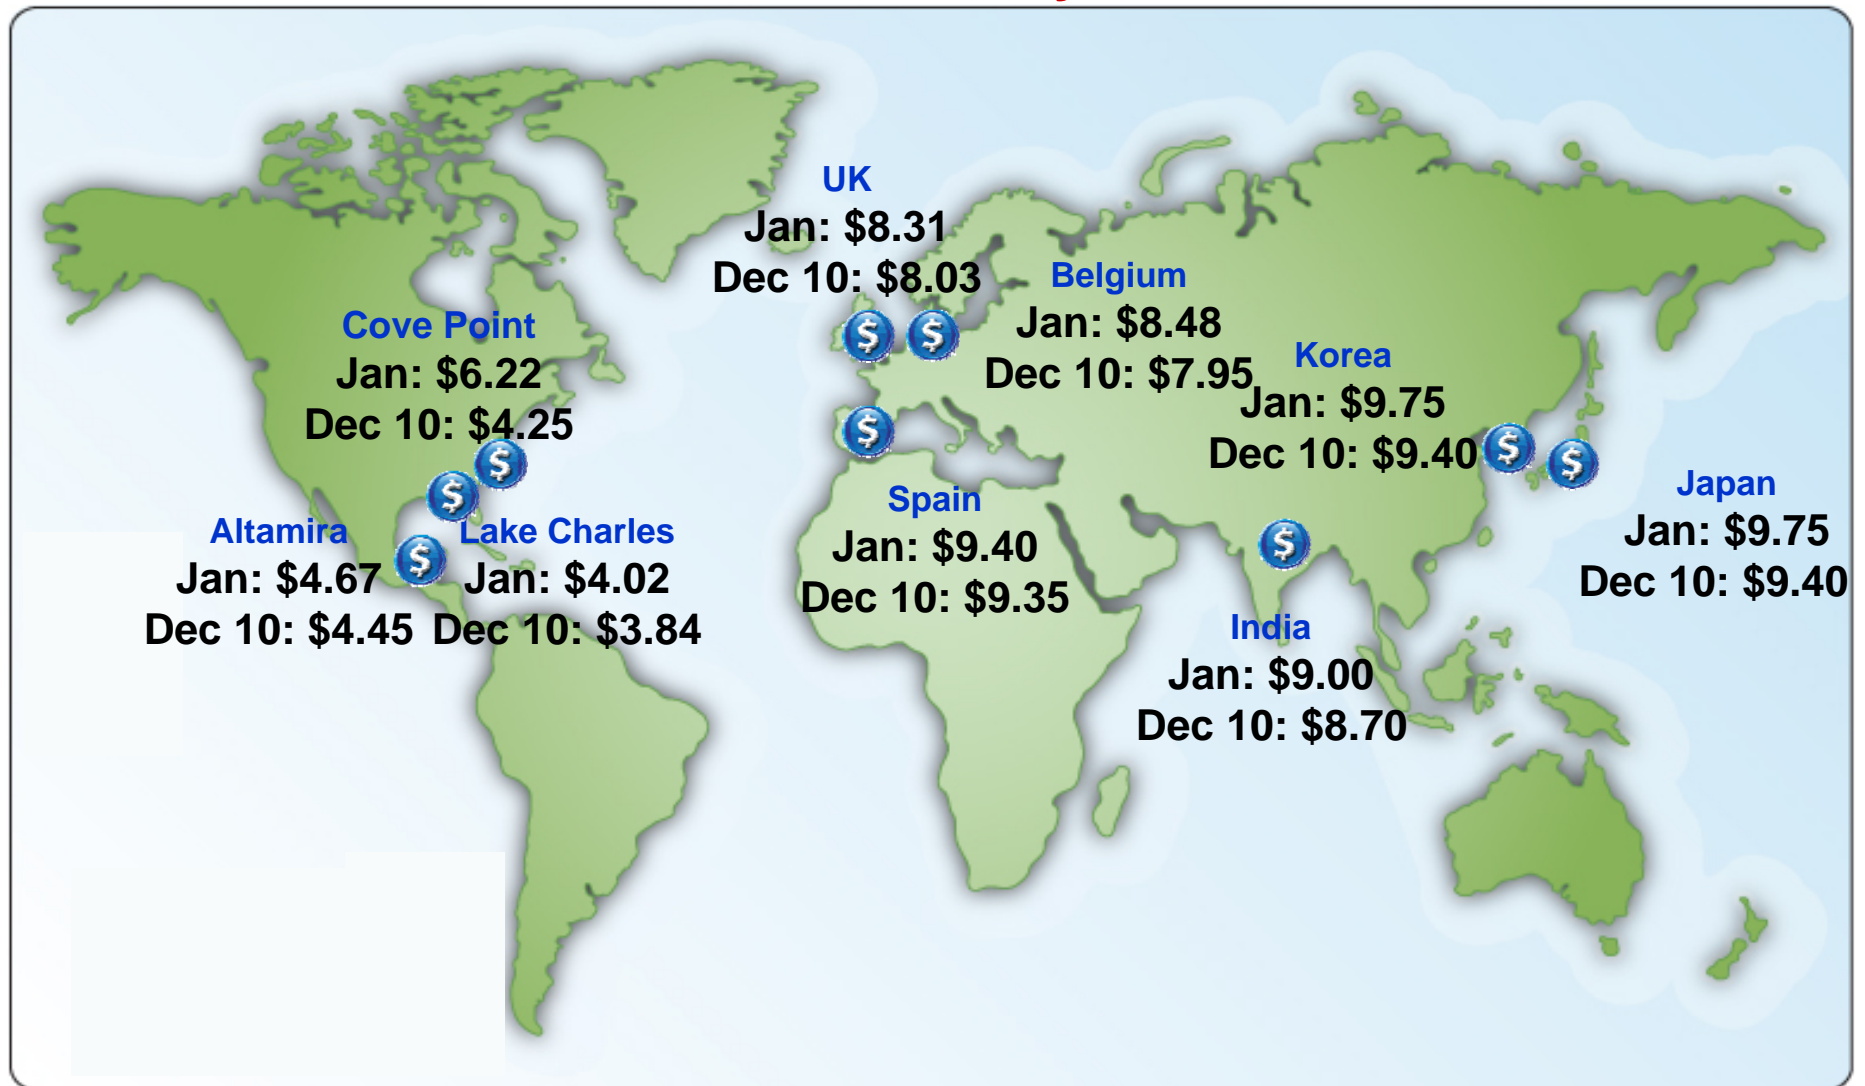 UK
Jan: $8.31
Dec 10: $8.03
Belgium
Jan: $8.48
Dec 10: $7.95
Cove Point
Jan: $6.22
Dec 10: $4.25
Korea
Jan: $9.75
Dec 10: $9.40
Japan
Jan: $9.75
Dec 10: $9.40
Spain
Jan: $9.40
Dec 10: $9.35
Altamira
Jan: $4.67
Dec 10: $4.45
Lake Charles
Jan: $4.02
Dec 10: $3.84
India
Jan: $9.00
Dec 10: $8.70
$
$
$
$
$
$
$
$
$